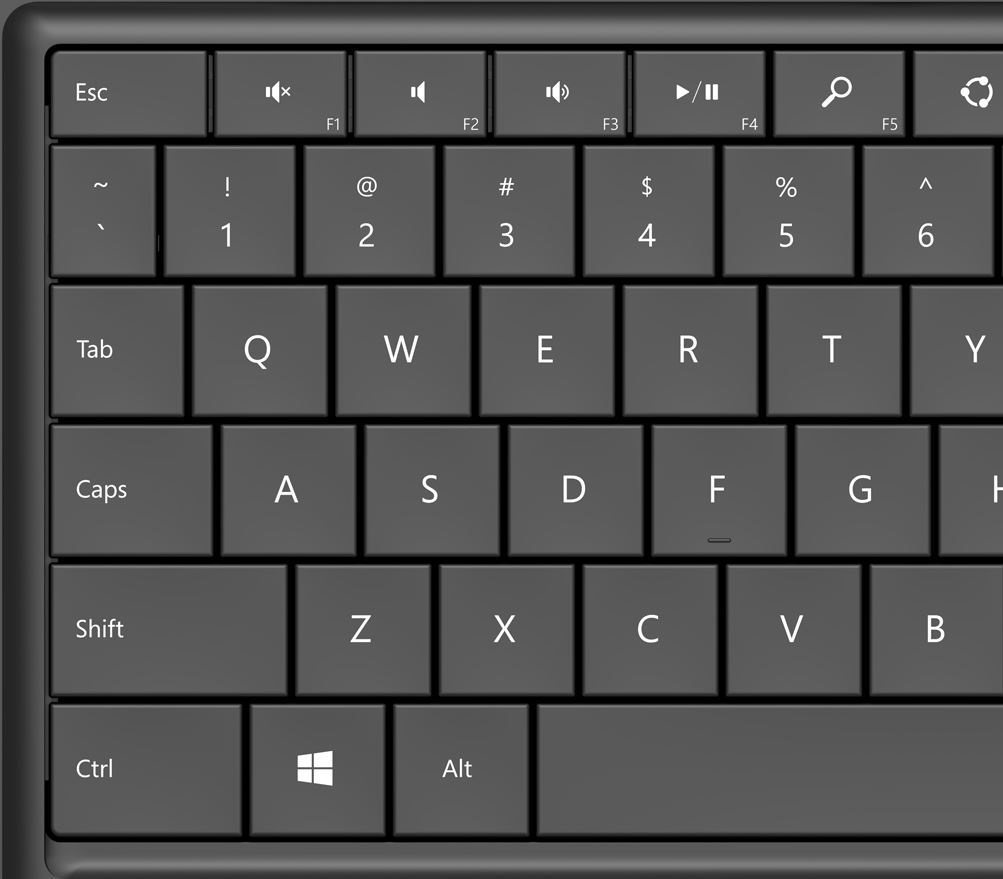 Esc F1 F2 F3 / F4 F5
~ ! @ # $ % ^
` 1 2 3 4 5 6
Tab Q W E R T Y
Caps A S D F G
Shift Z X C V B
Ctrl Alt